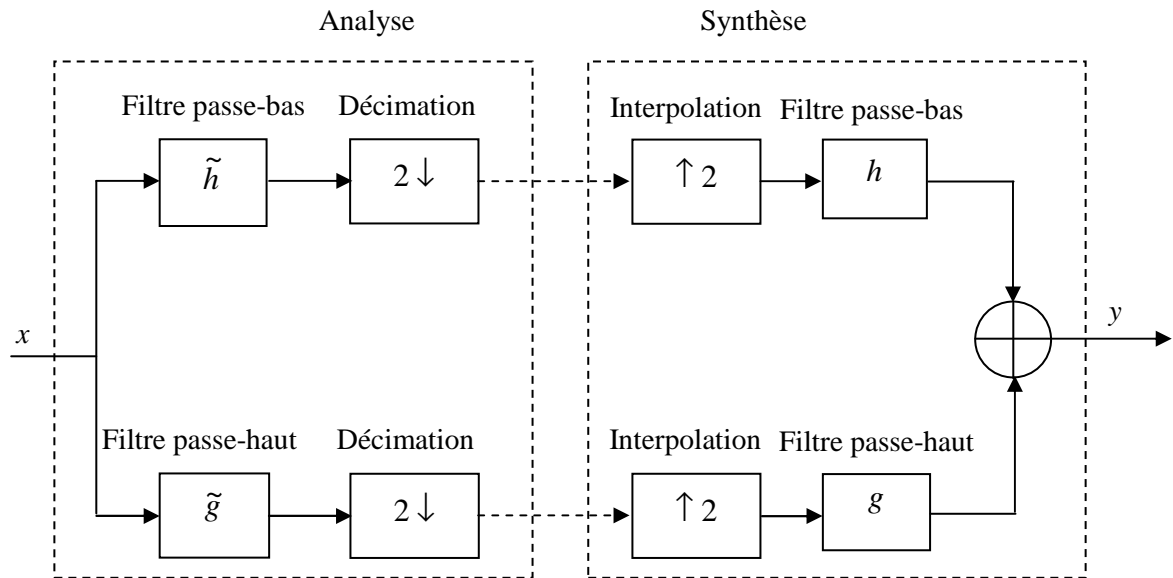 Analyse Synthèse
Filtre passe-bas Décimation Interpolation Filtre passe-bas
h̃ 2 ↓ ↑ 2 h
x y
Filtre passe-haut Décimation Interpolation Filtre passe-haut
g̃ 2 ↓ ↑ 2 g